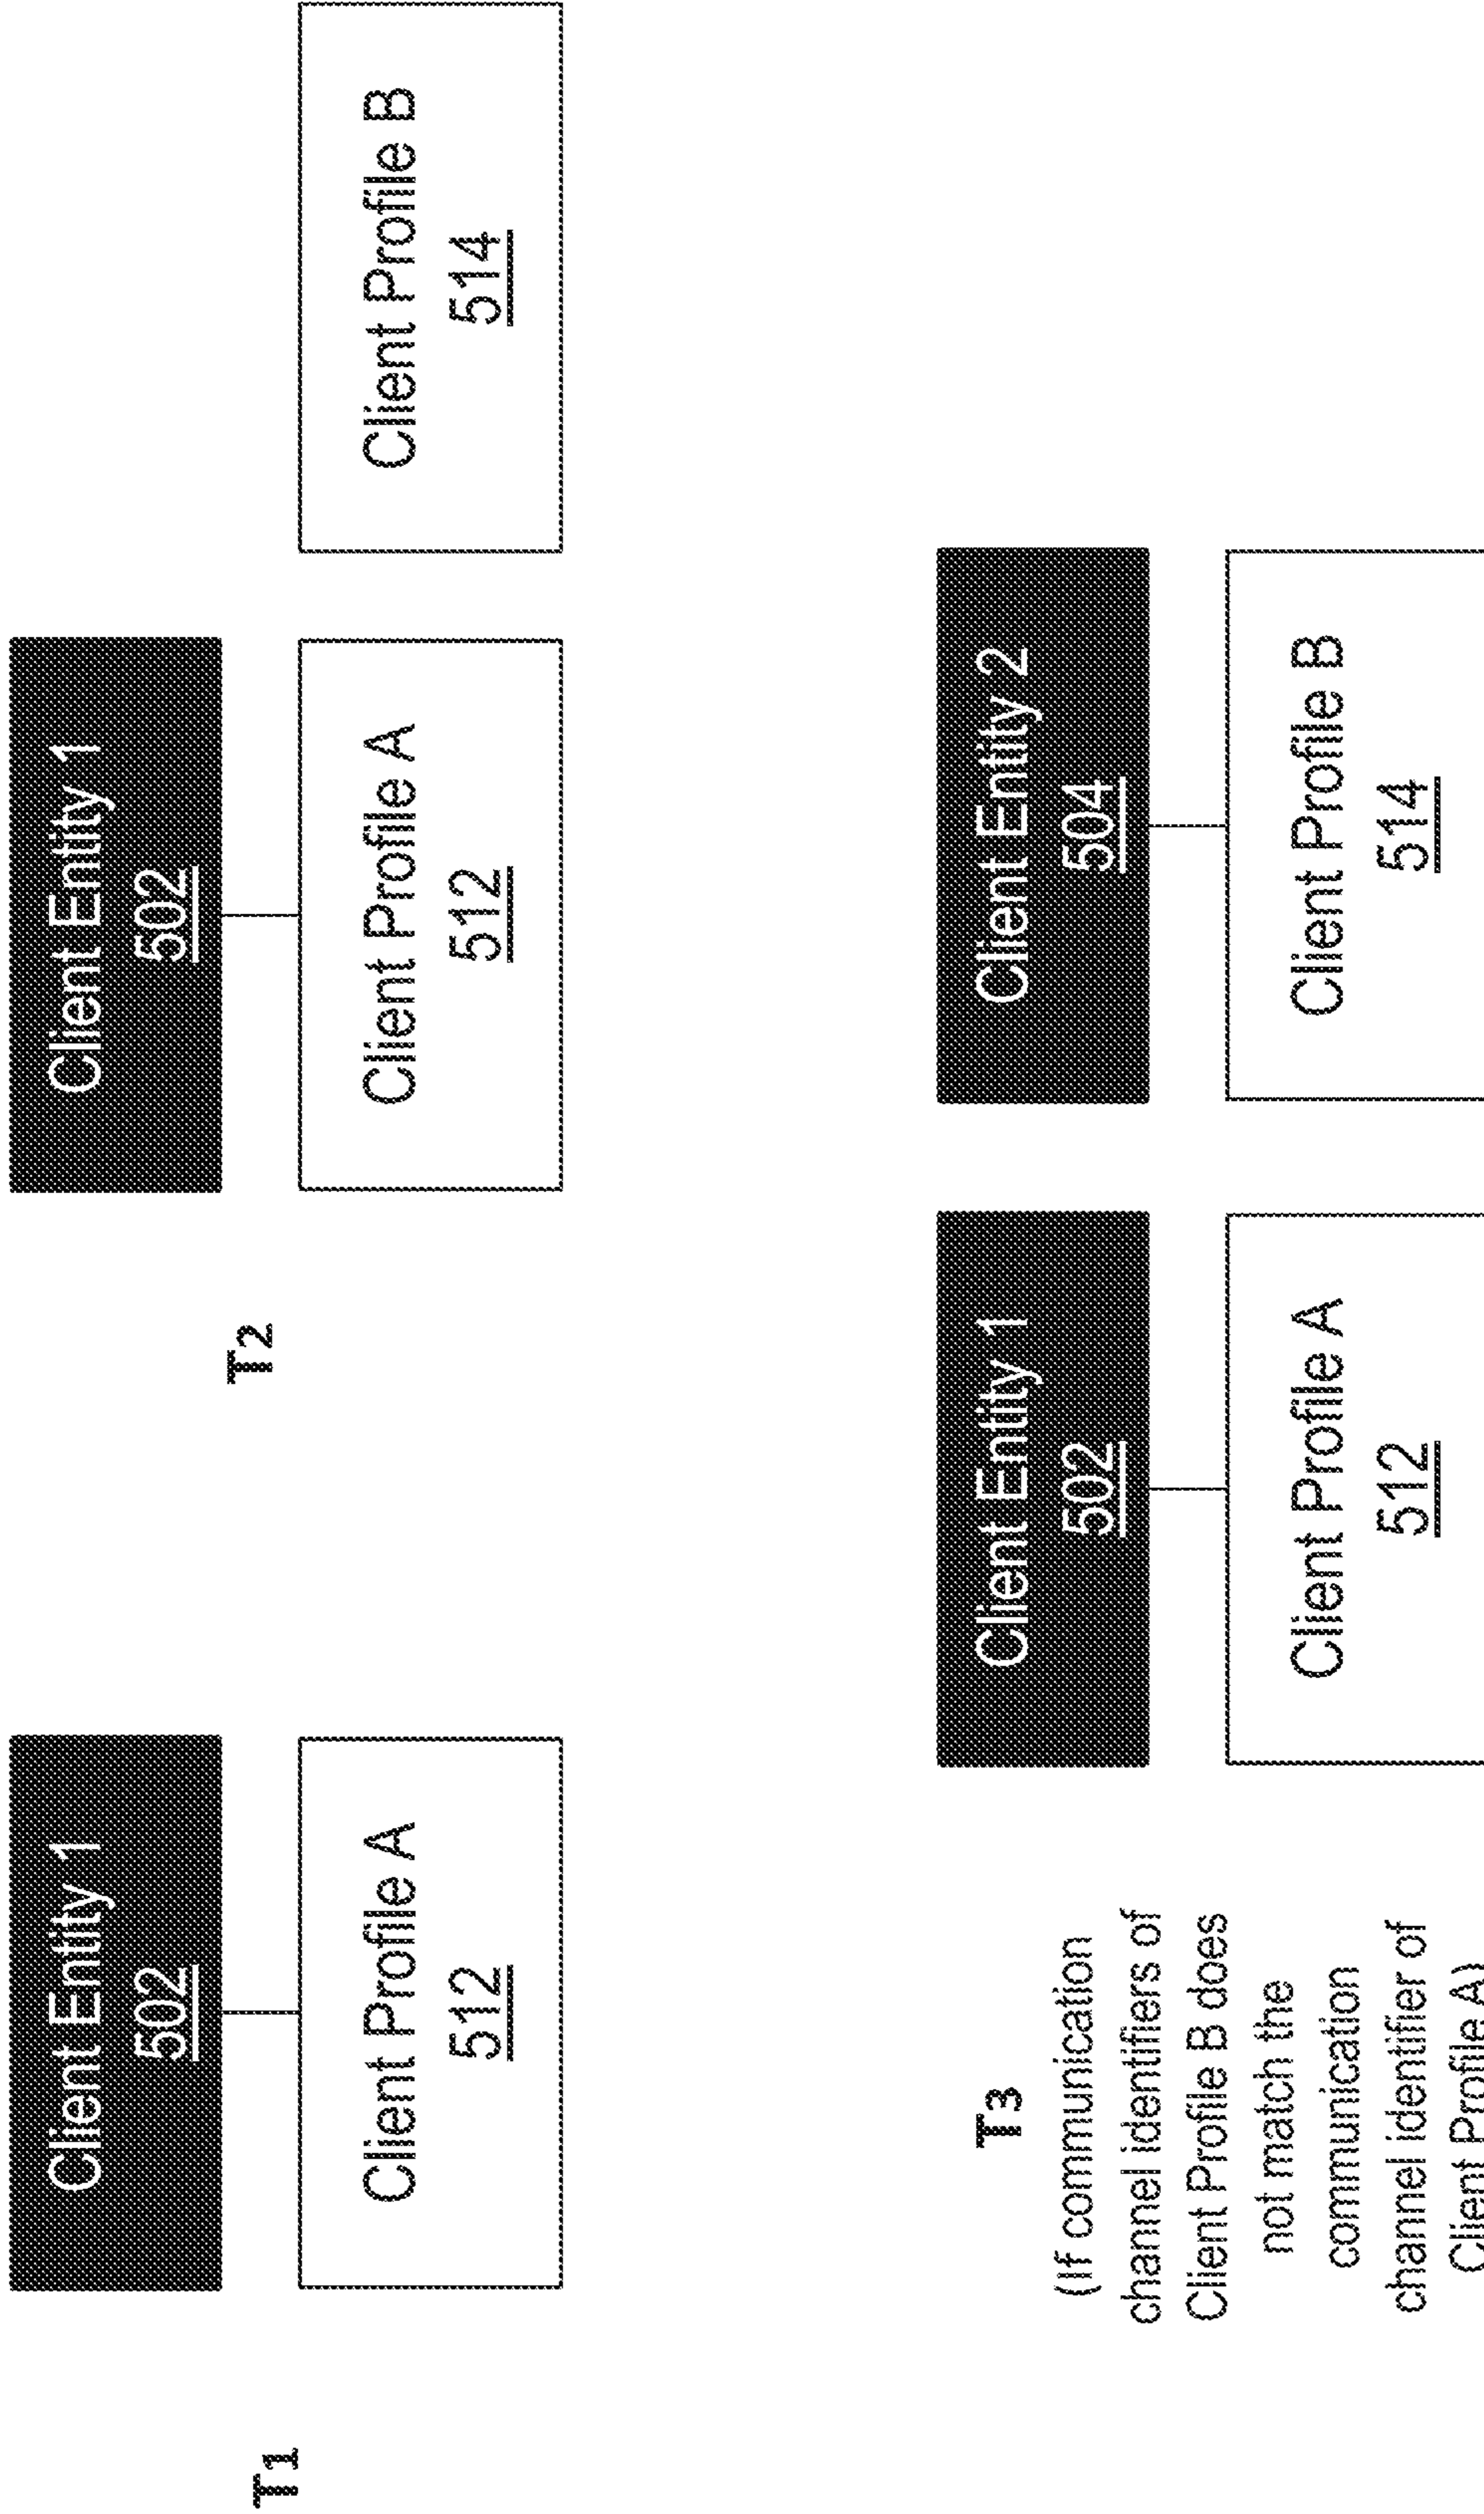 T1
Client Entity 1
502
Client Profile A
512
T2
Client Entity 1
502
Client Profile A
512
Client Profile B
514
T3
(If communication
channel identifiers of
Client Profile B does
not match the
communication
channel identifier of
Client Profile A)
Client Entity 1
502
Client Profile A
512
Client Entity 2
504
Client Profile B
514